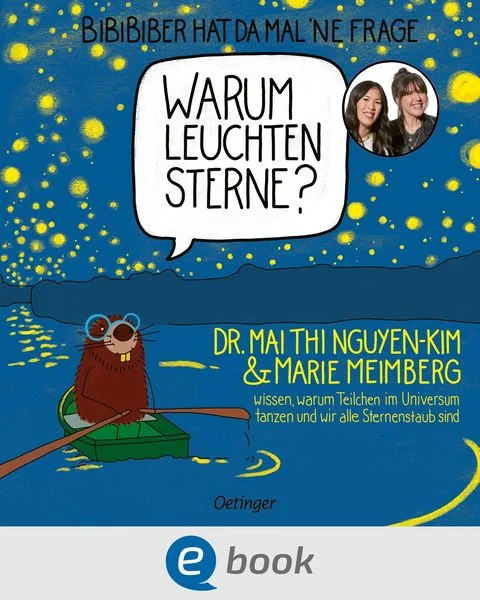 BiBiBiBER HAT DA MAL 'NE FRAGE
WARUM
LEUCHTEN
STERNE?
DR. MAI THI NGUYEN-KIM
& MARIE MEIMBERG
wissen, warum Teilchen im Universum
tanzen und wir alle Sternenstaub sind
Oetinger
e book